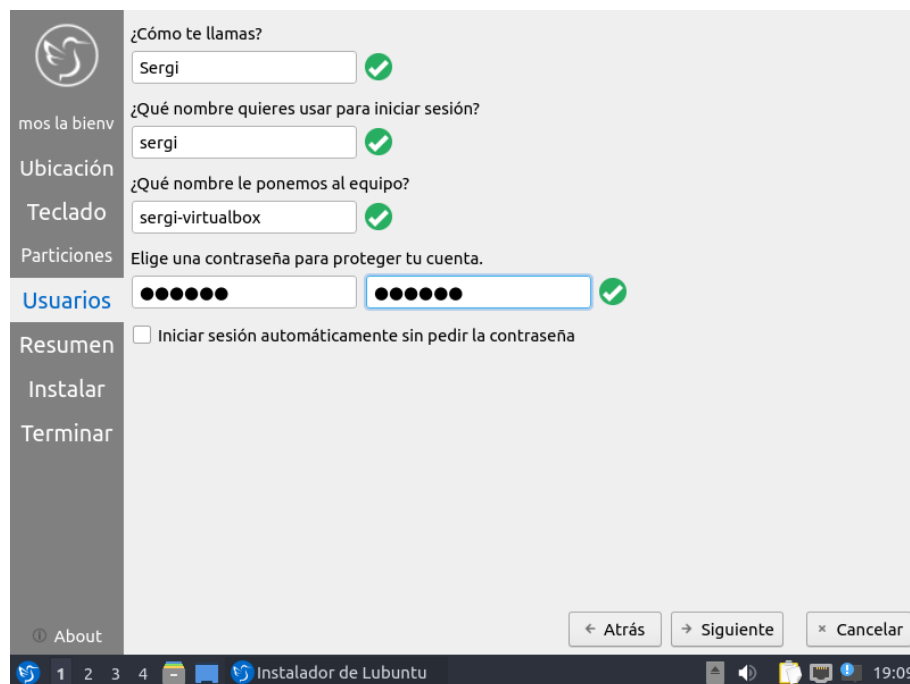 ¿Cómo te llamas?
Sergi
¿Qué nombre quieres usar para iniciar sesión?
sergi
¿Qué nombre le ponemos al equipo?
sergi-virtualbox
Elige una contraseña para proteger tu cuenta.
●●●●●● ●●●●●●
Iniciar sesión automáticamente sin pedir la contraseña
mos la bienv
Ubicación
Teclado
Particiones
Usuarios
Resumen
Instalar
Terminar
About
Atrás Siguiente Cancelar
1 2 3 4 Instalador de Lubuntu 19:09